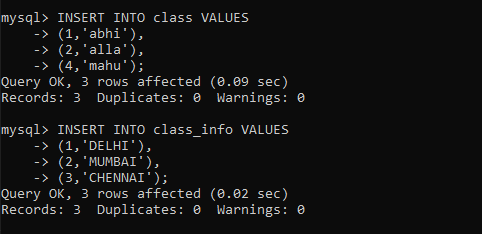 mysql> INSERT INTO class VALUES
    -> (1,'abhi'),
    -> (2,'alla'),
    -> (4,'mahu');
Query OK, 3 rows affected (0.09 sec)
Records: 3  Duplicates: 0  Warnings: 0

mysql> INSERT INTO class_info VALUES
    -> (1,'DELHI'),
    -> (2,'MUMBAI'),
    -> (3,'CHENNAI');
Query OK, 3 rows affected (0.02 sec)
Records: 3  Duplicates: 0  Warnings: 0